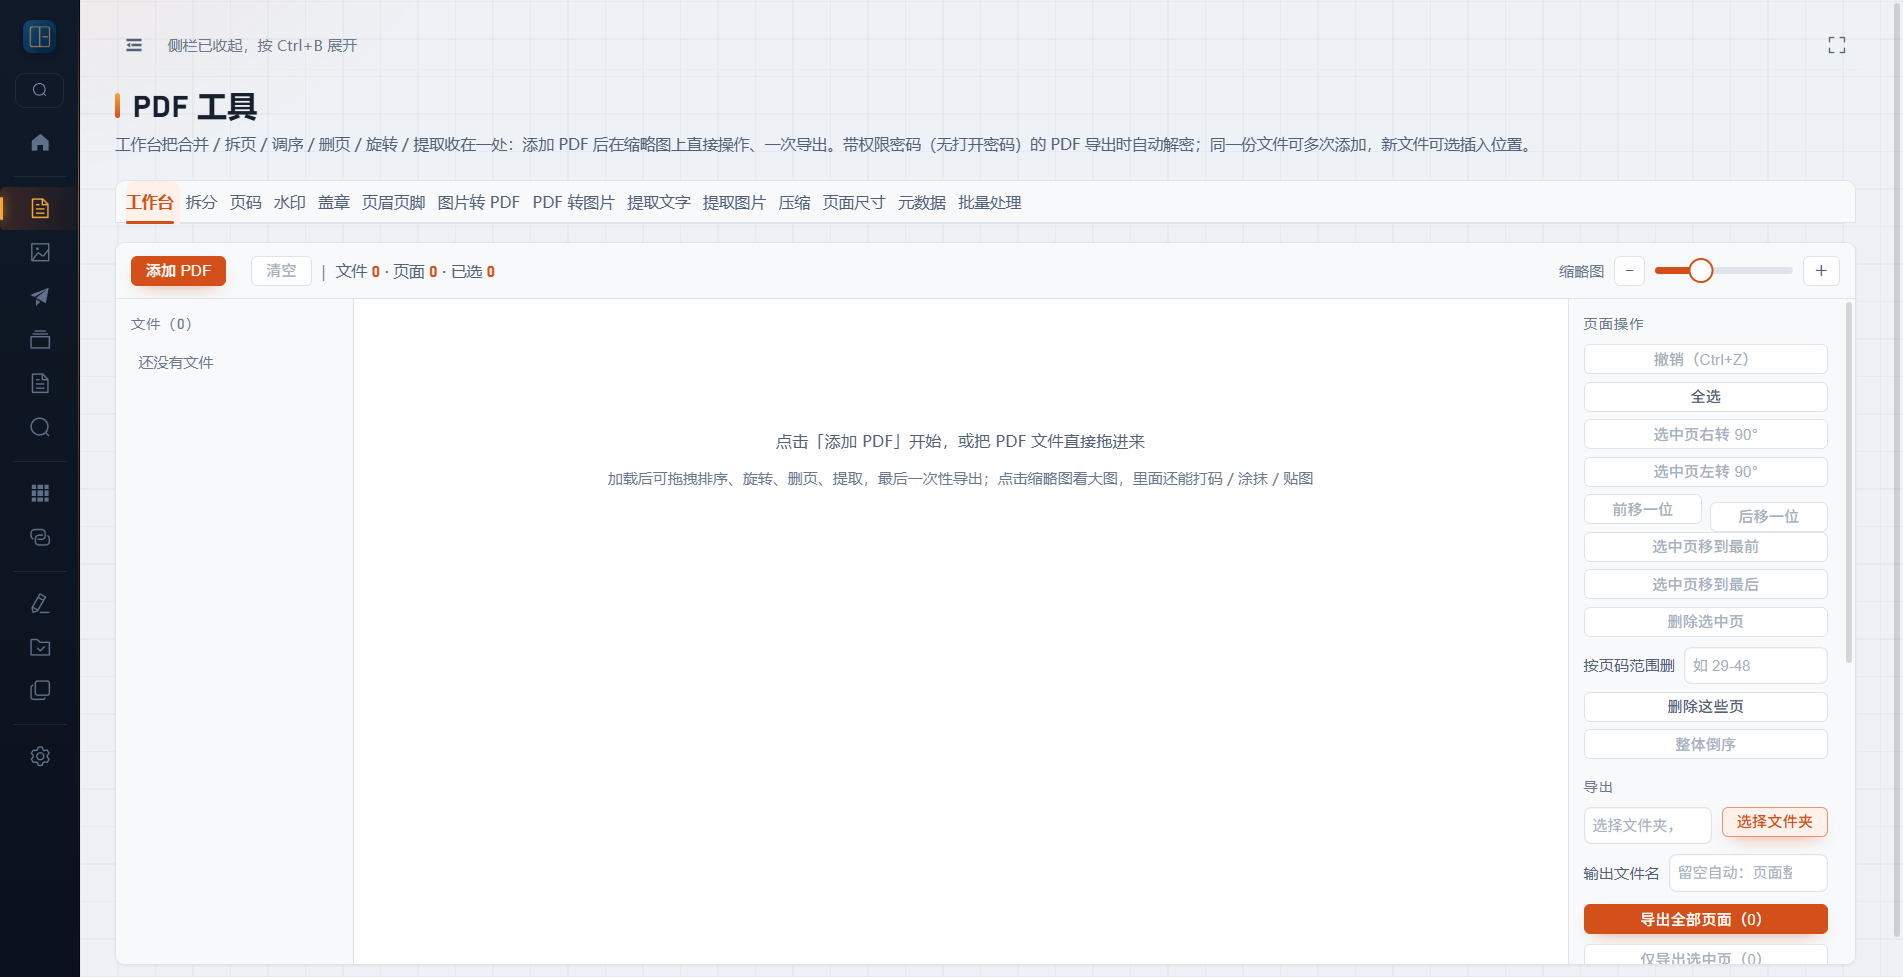 侧栏已收起，按 Ctrl+B 展开
PDF 工具
工作台把合并 / 拆页 / 调序 / 删页 / 旋转 / 提取收在一处：添加 PDF 后在缩略图上直接操作、一次导出。带权限密码（无打开密码）的 PDF 导出时自动解密；同一份文件可多次添加，新文件可选插入位置。
工作台 拆分 页码 水印 盖章 页眉页脚 图片转 PDF PDF 转图片 提取文字 提取图片 压缩 页面尺寸 元数据 批量处理
添加 PDF 清空 | 文件 0 · 页面 0 · 已选 0 缩略图 - +
文件（0）
还没有文件
点击「添加 PDF」开始，或把 PDF 文件直接拖进来
加载后可拖拽排序、旋转、删页、提取，最后一次性导出；点击缩略图看大图，里面还能打码 / 涂抹 / 贴图
页面操作
撤销（Ctrl+Z）
全选
选中页右转 90°
选中页左转 90°
前移一位 后移一位
选中页移到最前
选中页移到最后
删除选中页
按页码范围删 如 29-48
删除这些页
整体倒序
导出
选择文件夹， 选择文件夹
输出文件名 留空自动：页面整
导出全部页面（0）
仅导出选中页（0）